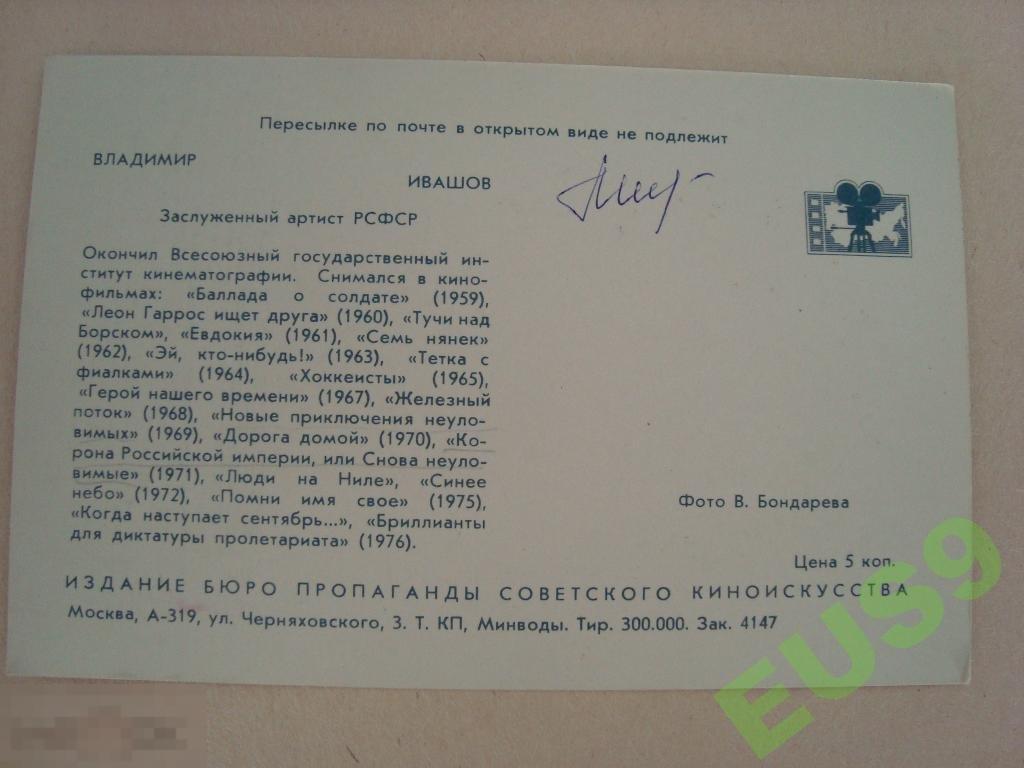 Пересылке по почте в открытом виде не подлежит
ВЛАДИМИР
ИВАШОВ
Заслуженный артист РСФСР
Окончил Всесоюзный государственный ин-
ститут кинематографии. Снимался в кино-
фильмах: «Баллада о солдате» (1959),
«Леон Гаррос ищет друга» (1960), «Тучи над
Борском», «Евдокия» (1961), «Семь нянек»
(1962), «Эй, кто-нибудь!» (1963), «Тетка с
фиалками» (1964), «Хоккеисты» (1965),
«Герой нашего времени» (1967), «Железный
поток» (1968), «Новые приключения неуло-
вимых» (1969), «Дорога домой» (1970), «Ко-
рона Российской империи, или Снова неуло-
вимые» (1971), «Люди на Ниле», «Синее
небо» (1972), «Помни имя свое» (1975),
«Когда наступает сентябрь...», «Бриллианты
для диктатуры пролетариата» (1976).
Фото В. Бондарева
Цена 5 коп.
ИЗДАНИЕ БЮРО ПРОПАГАНДЫ СОВЕТСКОГО КИНОИСКУССТВА
Москва, А-319, ул. Черняховского, 3. Т. КП, Минводы. Тир. 300.000. Зак. 4147
EUS9